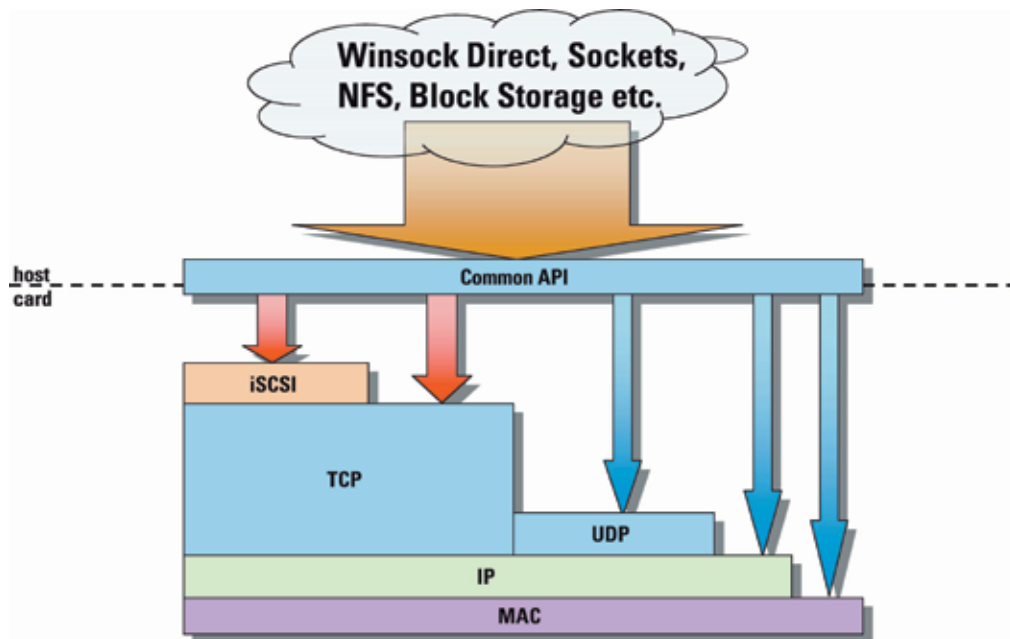 Winsock Direct, Sockets,
NFS, Block Storage etc.
host
Common API
card
iSCSI
TCP
UDP
IP
MAC